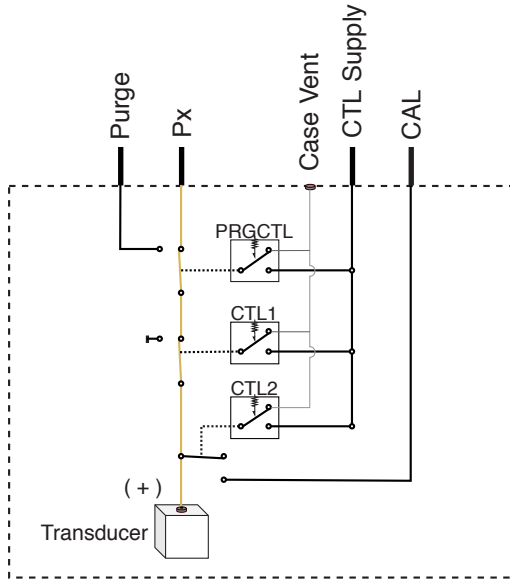 Purge
Px
Case Vent
CTL Supply
CAL
PRGCTL
CTL1
CTL2
( + )
Transducer